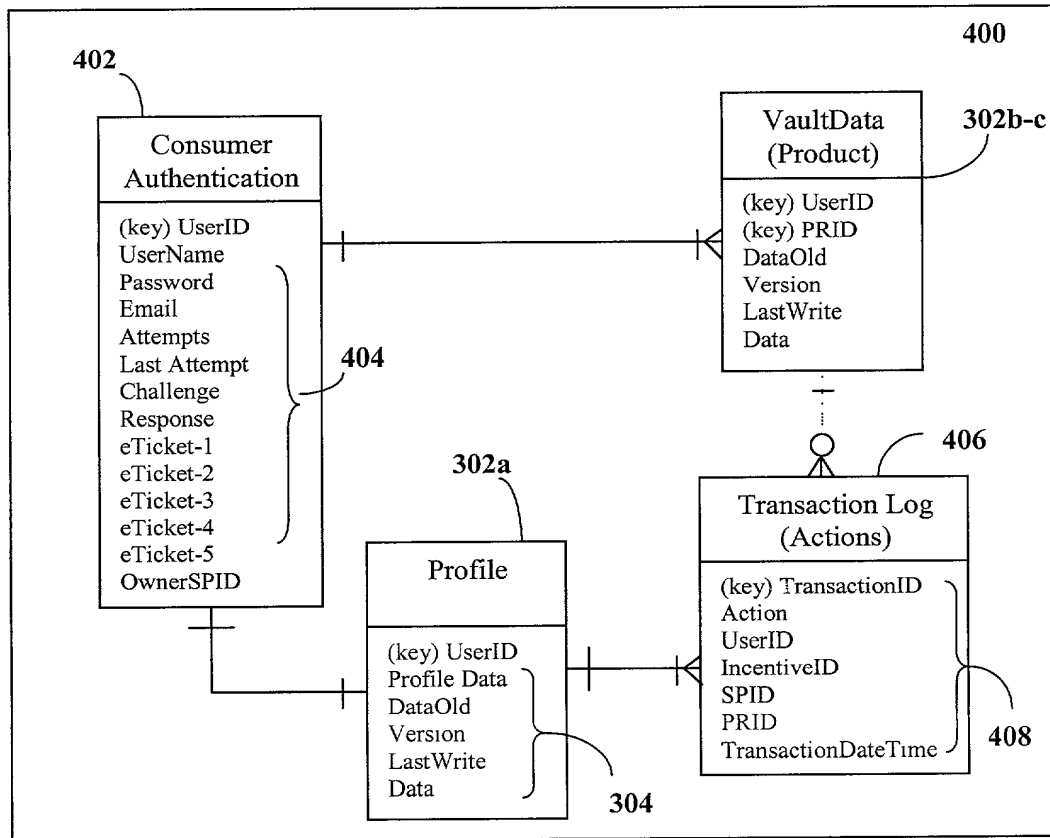 400
402
Consumer
Authentication
(key) UserID
UserName
Password
Email
Attempts
Last Attempt
Challenge
Response
eTicket-1
eTicket-2
eTicket-3
eTicket-4
eTicket-5
OwnerSPID
404
VaultData
(Product)
302b-c
(key) UserID
(key) PRID
DataOld
Version
LastWrite
Data
302a
Profile
(key) UserID
Profile Data
DataOld
Version
LastWrite
Data
304
406
Transaction Log
(Actions)
(key) TransactionID
Action
UserID
IncentiveID
SPID
PRID
TransactionDateTime
408